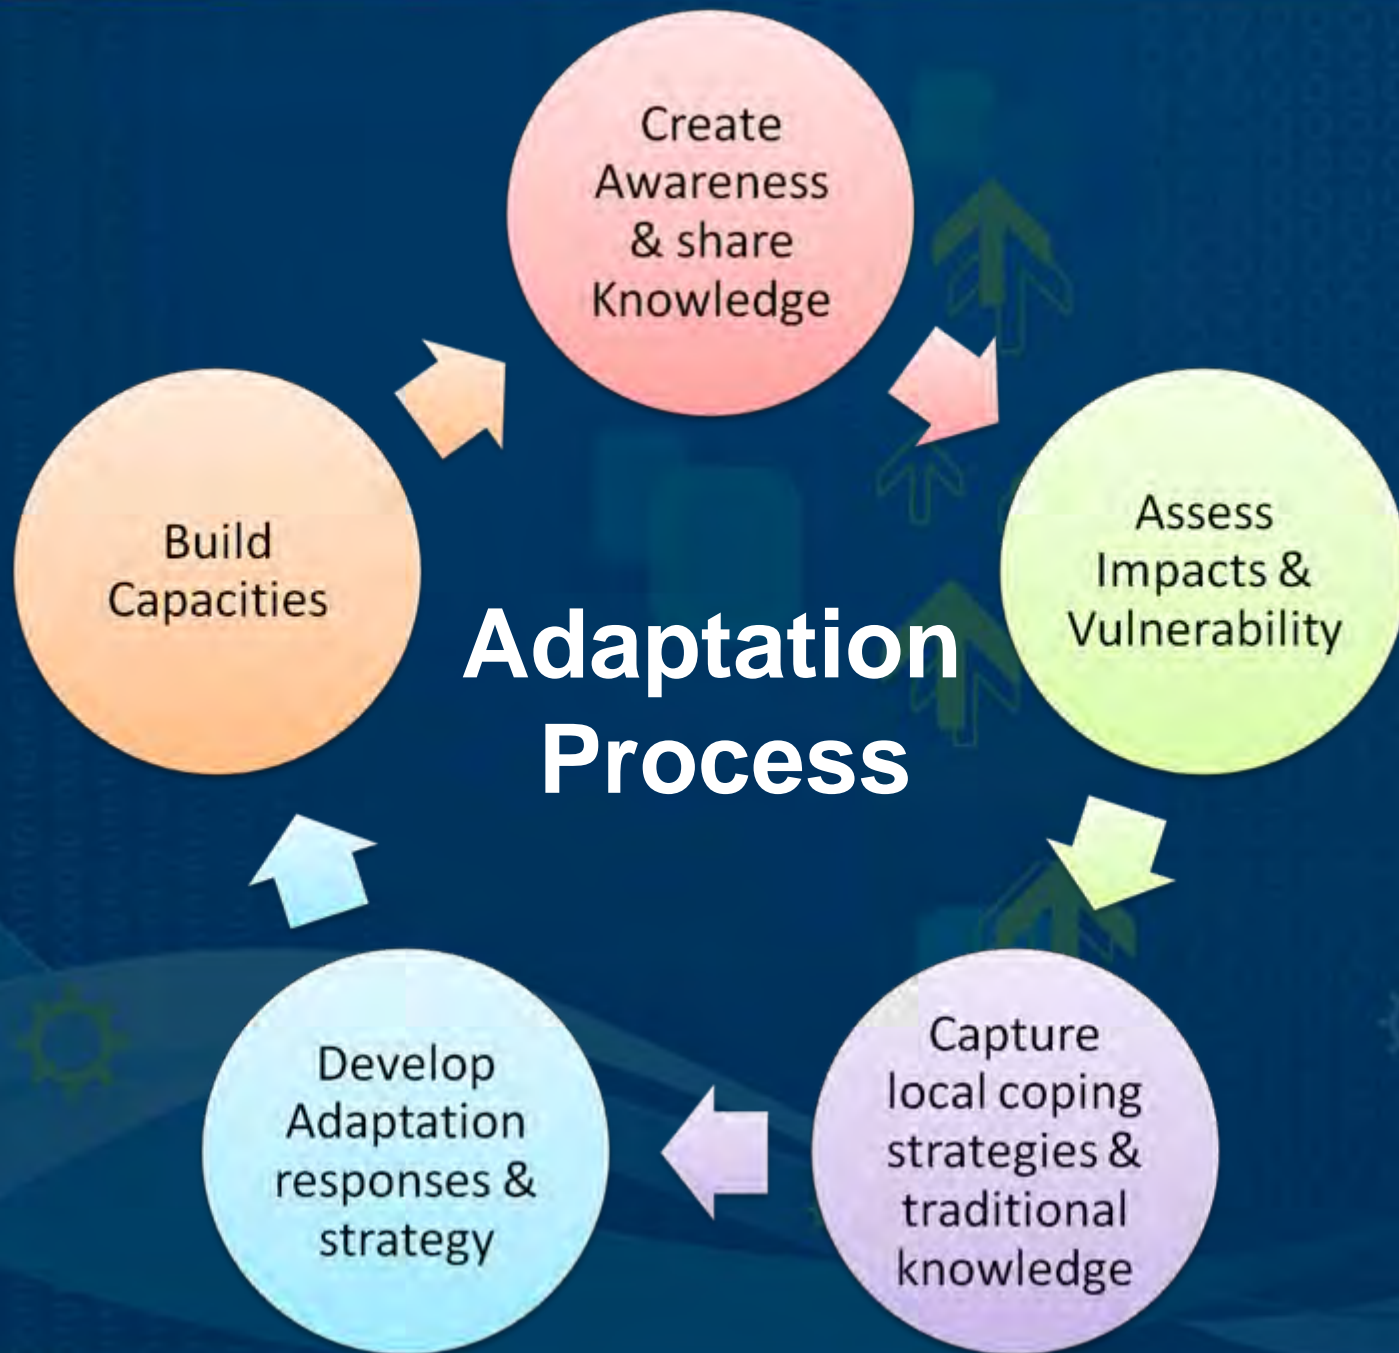 Create
Awareness
& share
Knowledge
Assess
Impacts &
Vulnerability
Capture
local coping
strategies &
traditional
knowledge
Develop
Adaptation
responses &
strategy
Build
Capacities
Adaptation
Process